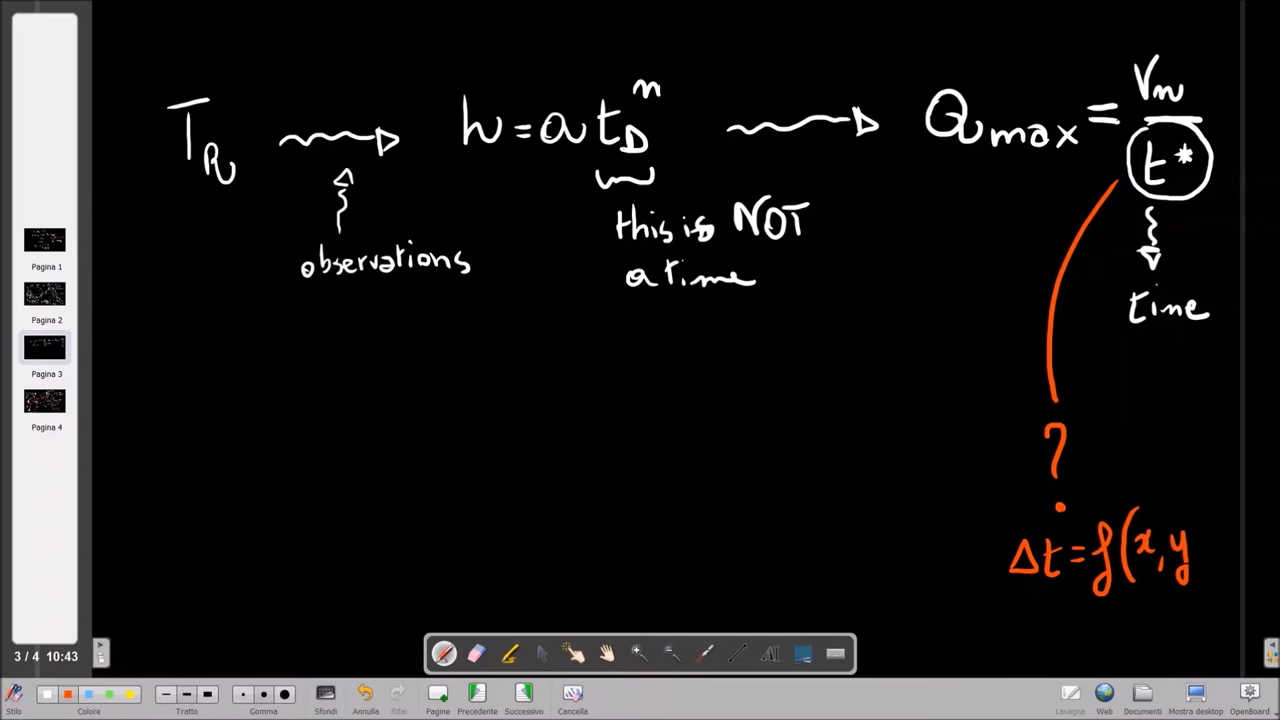 T_R → h = a t_D^n → Q_max = V_n / t*
observations
this is NOT
a time
time
?
Δt = f(x, y
Pagina 1
Pagina 2
Pagina 3
Pagina 4
3 / 4 10:43
Stilo
Colore
Tratto
Gomma
Sfondi
Annulla
Rifai
Pagine
Precedente
Successivo
Cancella
Lavagna
Web
Documenti
Mostra desktop
OpenBoard